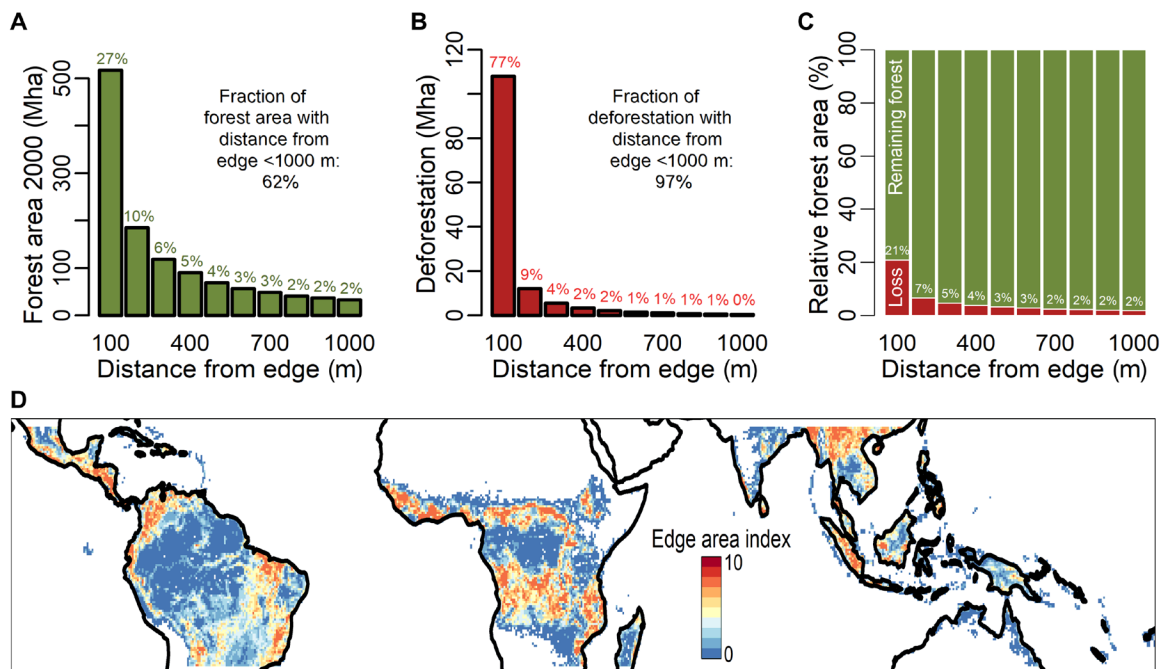 A
Forest area 2000 (Mha)
500
300
100
0
27%
10%
6%
5%
4%
3%
3%
2%
2%
2%
Fraction of
forest area with
distance from
edge <1000 m:
62%
100 400 700 1000
Distance from edge (m)
B
Deforestation (Mha)
120
100
80
60
40
20
0
77%
9%
4%
2%
2%
1%
1%
1%
1%
0%
Fraction of
deforestation with
distance from
edge <1000 m:
97%
100 400 700 1000
Distance from edge (m)
C
Relative forest area (%)
100
80
60
40
20
0
Remaining forest
Loss
21%
7%
5%
4%
3%
3%
2%
2%
2%
2%
100 400 700 1000
Distance from edge (m)
D
Edge area index
10
0